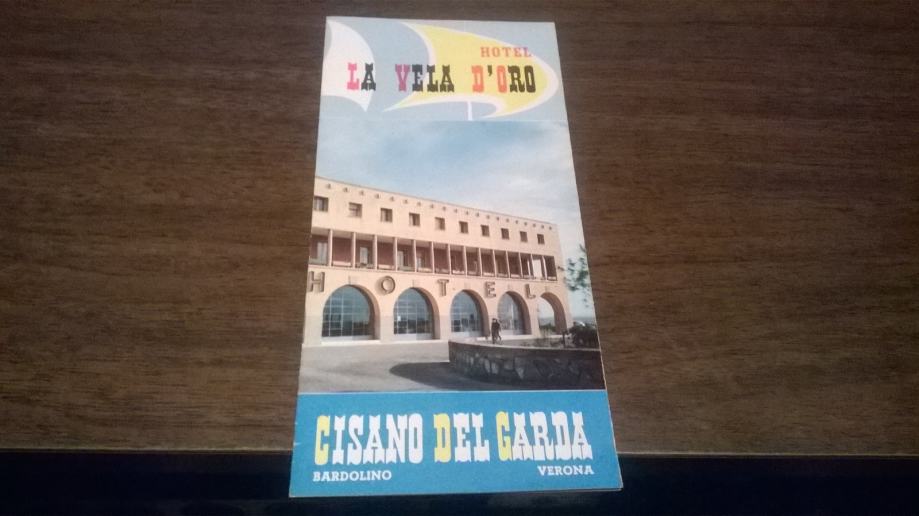 HOTEL
LA VELA D'ORO
HOTEL
CISANO DEL GARDA
BARDOLINO VERONA